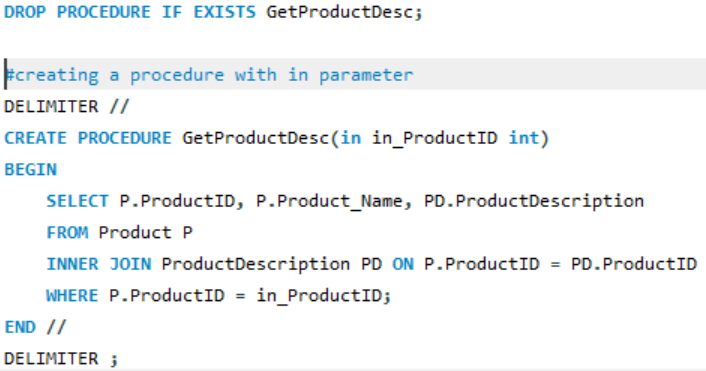 DROP PROCEDURE IF EXISTS GetProductDesc;
#creating a procedure with in parameter
DELIMITER //
CREATE PROCEDURE GetProductDesc(in in_ProductID int)
BEGIN
    SELECT P.ProductID, P.Product_Name, PD.ProductDescription
    FROM Product P
    INNER JOIN ProductDescription PD ON P.ProductID = PD.ProductID
    WHERE P.ProductID = in_ProductID;
END //
DELIMITER ;